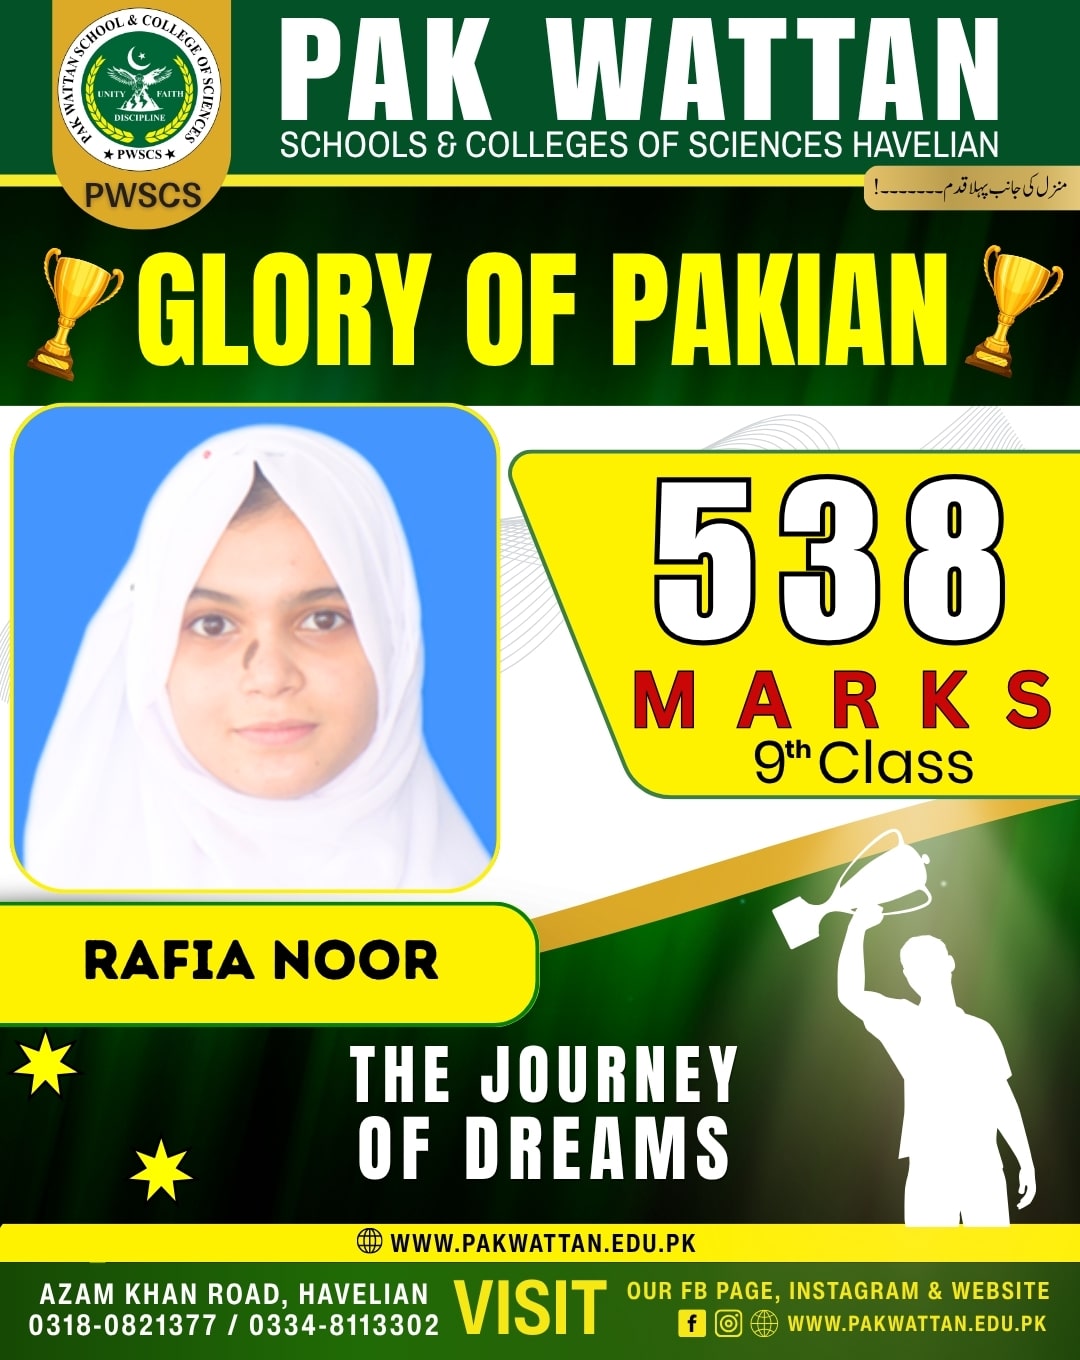 PAK WATTAN SCHOOL & COLLEGE OF SCIENCES
UNITY FAITH
DISCIPLINE
★ PWSCS ★
PWSCS
PAK WATTAN
SCHOOLS & COLLEGES OF SCIENCES HAVELIAN
منزل کی جانب پہلا قدم-------!
GLORY OF PAKIAN
538
MARKS
9th Class
RAFIA NOOR
THE JOURNEY
OF DREAMS
WWW.PAKWATTAN.EDU.PK
AZAM KHAN ROAD, HAVELIAN
0318-0821377 / 0334-8113302
VISIT
OUR FB PAGE, INSTAGRAM & WEBSITE
WWW.PAKWATTAN.EDU.PK